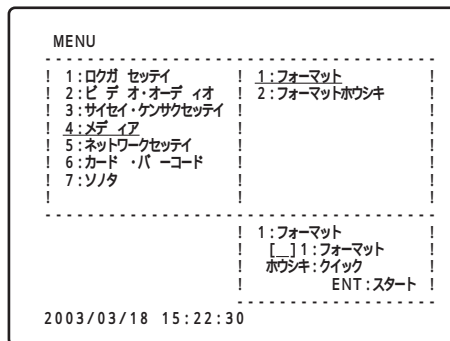 MENU
-------------------------------------
! 1:ロクガ セッテイ ! 1:フォーマット !
! 2:ビ デ オ・オーデ ィオ ! 2:フォーマットホウシキ !
! 3:サイセイ・ケンサクセッテイ ! !
! 4:メデ ィア ! !
! 5:ネットワークセッテイ ! !
! 6:カード ・バ ーコード ! !
! 7:ソノタ ! !
! ! !
-------------------------------------
! 1:フォーマット !
! [__]1:フォーマット !
! ホウシキ:クイック !
! ENT:スタート !
-------------------
2003/03/18 15:22:30